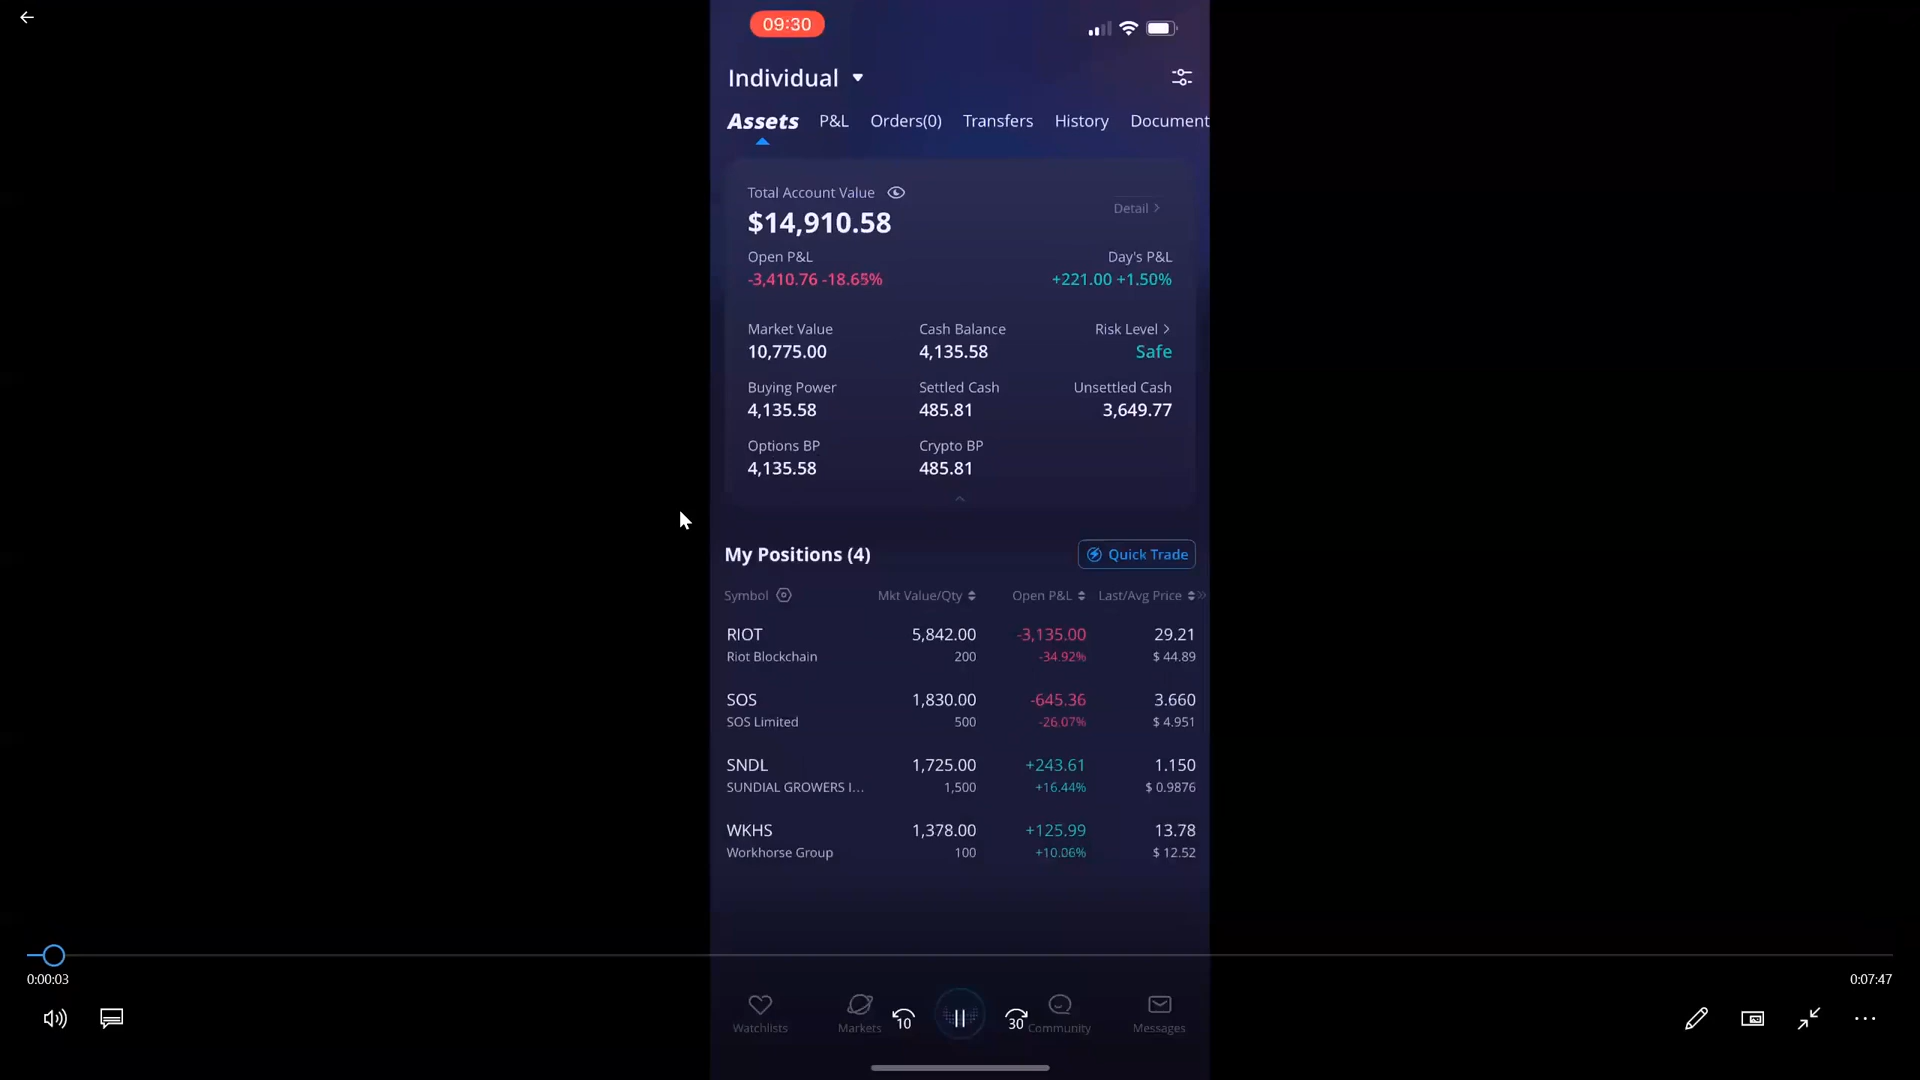 09:30
Individual
Assets P&L Orders(0) Transfers History Document
Total Account Value
Detail >
$14,910.58
Open P&L Day's P&L
-3,410.76 -18.65% +221.00 +1.50%
Market Value Cash Balance Risk Level >
10,775.00 4,135.58 Safe
Buying Power Settled Cash Unsettled Cash
4,135.58 485.81 3,649.77
Options BP Crypto BP
4,135.58 485.81
My Positions (4) Quick Trade
Symbol Mkt Value/Qty Open P&L Last/Avg Price
RIOT 5,842.00 -3,135.00 29.21
Riot Blockchain 200 -34.92% $ 44.89
SOS 1,830.00 -645.36 3.660
SOS Limited 500 -26.07% $ 4.951
SNDL 1,725.00 +243.61 1.150
SUNDIAL GROWERS I... 1,500 +16.44% $ 0.9876
WKHS 1,378.00 +125.99 13.78
Workhorse Group 100 +10.06% $ 12.52
0:00:03 0:07:47
10 30
Watchlists Markets Community Messages